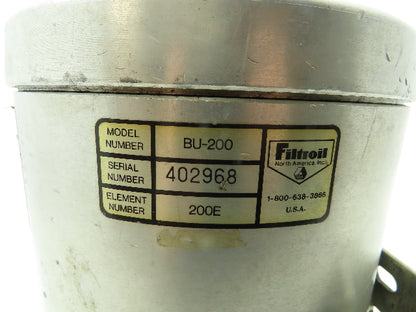 MODEL NUMBER BU-200
SERIAL NUMBER 402968
ELEMENT NUMBER 200E
Filtroil
North America, Inc.
1-800-638-3866
U.S.A.